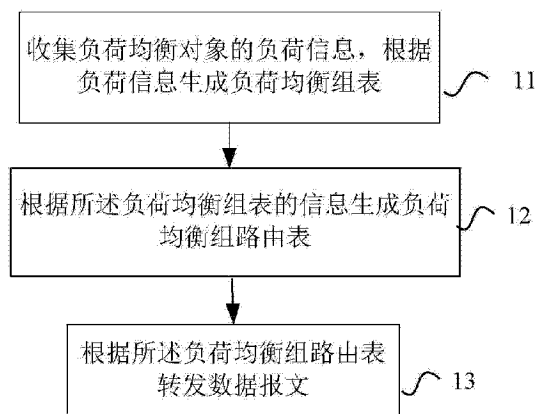 收集负荷均衡对象的负荷信息，根据
负荷信息生成负荷均衡组表
11
根据所述负荷均衡组表的信息生成负荷
均衡组路由表
12
根据所述负荷均衡组路由表
转发数据报文
13